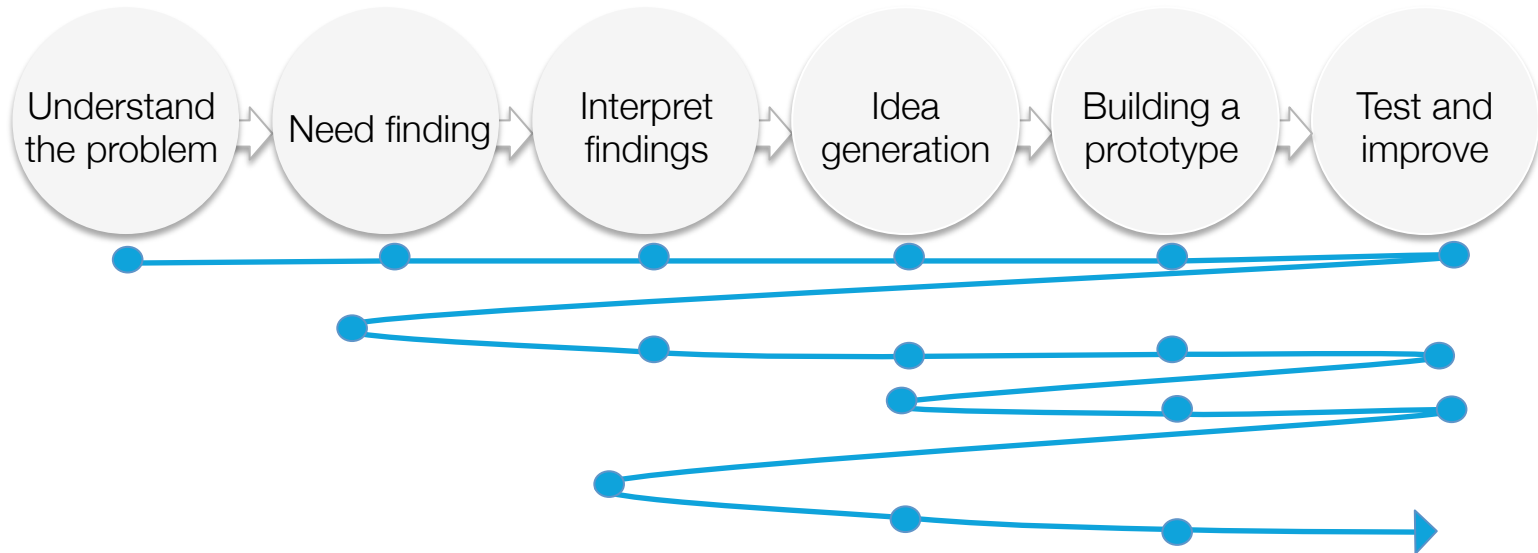 Understand
the problem
Need finding
Interpret
findings
Idea
generation
Building a
prototype
Test and
improve